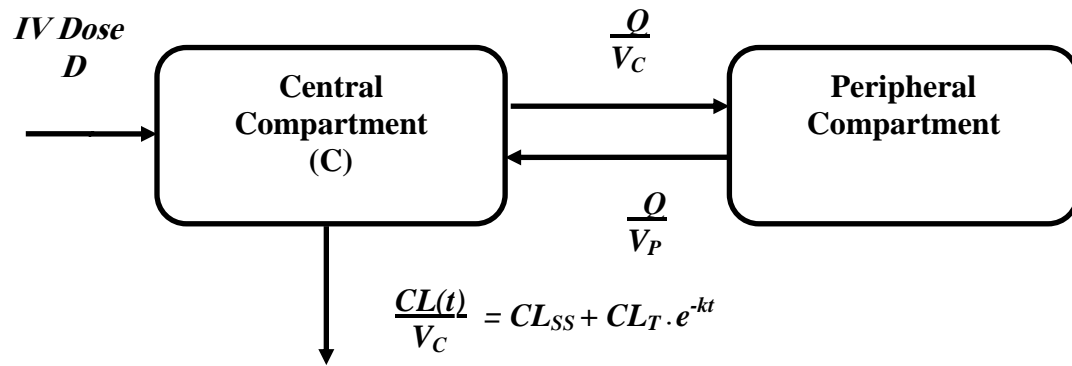 IV Dose
D
Central
Compartment
(C)
Q
V_C
Peripheral
Compartment
Q
V_P
CL(t)
V_C
= CL_SS + CL_T . e^-kt